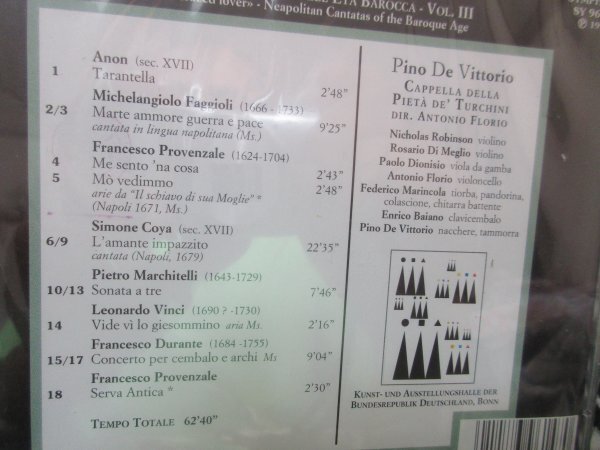 lover» - Neapolitan Cantatas of the Baroque Age
Età Barocca - Vol. III
SY 96
Anon (sec. XVII)
1 Tarantella 2'48"
Michelangiolo Faggioli (1666 - 1733)
2/3 Marte ammore guerra e pace
cantata in lingua napolitana (Ms.) 9'25"
Francesco Provenzale (1624-1704)
4 Me sento 'na cosa 2'43"
5 Mò vedimmo 2'48"
arie da "Il schiavo di sua Moglie" *
(Napoli 1671, Ms.)
Simone Coya (sec. XVII)
6/9 L'amante impazzito 22'35"
cantata (Napoli, 1679)
Pietro Marchitelli (1643-1729)
10/13 Sonata a tre 7'46"
Leonardo Vinci (1690 ? -1730)
14 Vide vi lo giesommino aria Ms. 2'16"
Francesco Durante (1684 -1755)
15/17 Concerto per cembalo e archi Ms 9'04"
Francesco Provenzale
18 Serva Antica * 2'30"
Tempo Totale 62'40"
Pino De Vittorio
Cappella della
Pietà de' Turchini
dir. Antonio Florio
Nicholas Robinson violino
Rosario Di Meglio violino
Paolo Dionisio viola da gamba
Antonio Florio violoncello
Federico Marincola tiorba, pandorina,
colascione, chitarra battente
Enrico Baiano clavicembalo
Pino De Vittorio nacchere, tammorra
Kunst- und Ausstellungshalle der
Bundesrepublik Deutschland, Bonn